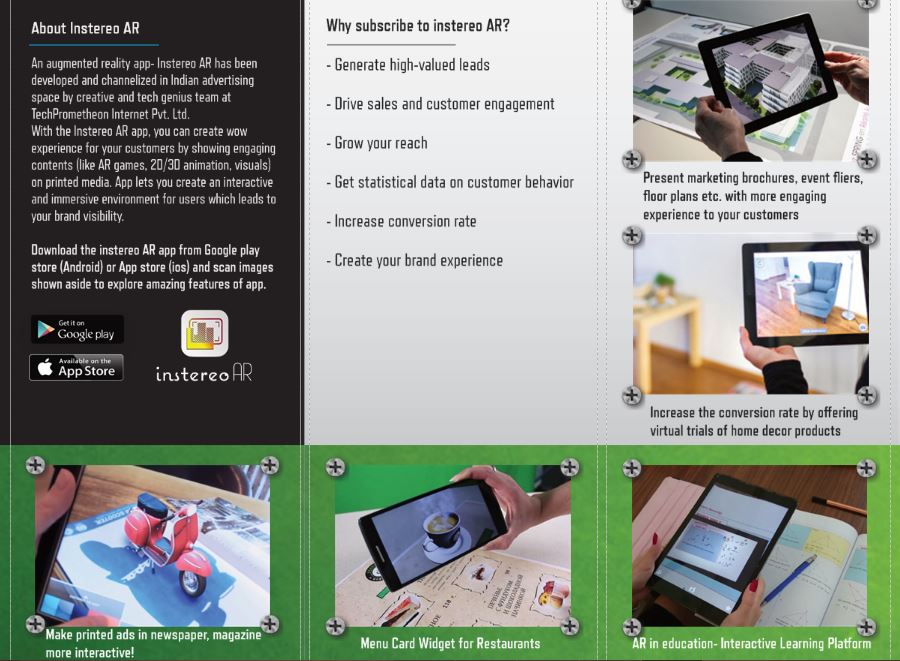 About Instereo AR
An augmented reality app- Instereo AR has been
developed and channelized in Indian advertising
space by creative and tech genius team at
TechPrometheon Internet Pvt. Ltd.
With the Instereo AR app, you can create wow
experience for your customers by showing engaging
contents (like AR games, 2D/3D animation, visuals)
on printed media. App lets you create an interactive
and immersive environment for users which leads to
your brand visibility.
Download the instereo AR app from Google play
store (Android) or App store (ios) and scan images
shown aside to explore amazing features of app.
Get it on
Google play
Available on the
App Store
instereo AR
Why subscribe to instereo AR?
- Generate high-valued leads
- Drive sales and customer engagement
- Grow your reach
- Get statistical data on customer behavior
- Increase conversion rate
- Create your brand experience
Present marketing brochures, event fliers,
floor plans etc. with more engaging
experience to your customers
Increase the conversion rate by offering
virtual trials of home decor products
SCOOTER
Make printed ads in newspaper, magazine
more interactive!
ПЕЧЕНЬЕ
С ФУНДУКОМ
И ШОКОЛАДНОЙ
НАЧИНКОЙ
Menu Card Widget for Restaurants
AR in education- Interactive Learning Platform